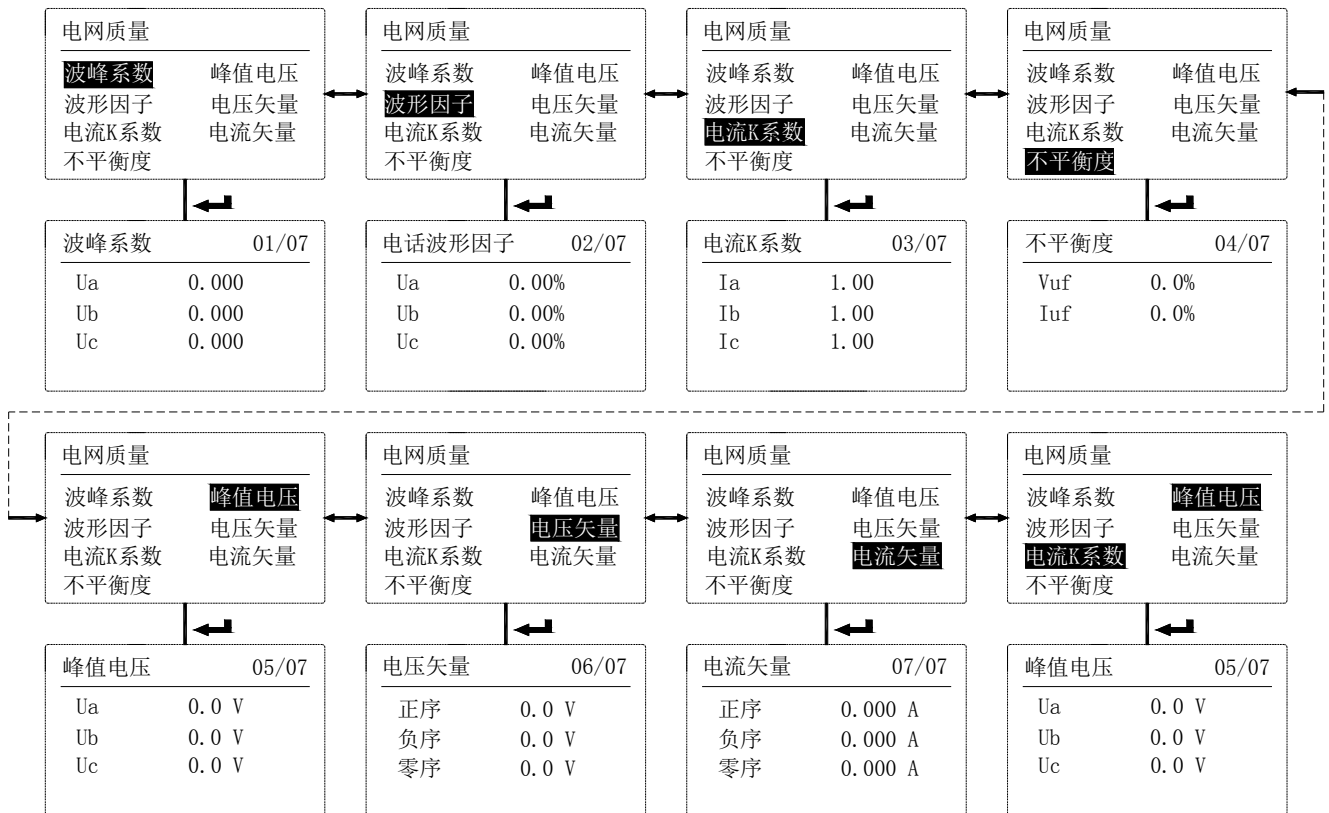 电网质量
波峰系数 峰值电压
波形因子 电压矢量
电流K系数 电流矢量
不平衡度
电网质量
波峰系数 峰值电压
波形因子 电压矢量
电流K系数 电流矢量
不平衡度
电网质量
波峰系数 峰值电压
波形因子 电压矢量
电流K系数 电流矢量
不平衡度
电网质量
波峰系数 峰值电压
波形因子 电压矢量
电流K系数 电流矢量
不平衡度
波峰系数 01/07
Ua 0.000
Ub 0.000
Uc 0.000
电话波形因子 02/07
Ua 0.00%
Ub 0.00%
Uc 0.00%
电流K系数 03/07
Ia 1.00
Ib 1.00
Ic 1.00
不平衡度 04/07
Vuf 0.0%
Iuf 0.0%
电网质量
波峰系数 峰值电压
波形因子 电压矢量
电流K系数 电流矢量
不平衡度
电网质量
波峰系数 峰值电压
波形因子 电压矢量
电流K系数 电流矢量
不平衡度
电网质量
波峰系数 峰值电压
波形因子 电压矢量
电流K系数 电流矢量
不平衡度
电网质量
波峰系数 峰值电压
波形因子 电压矢量
电流K系数 电流矢量
不平衡度
峰值电压 05/07
Ua 0.0 V
Ub 0.0 V
Uc 0.0 V
电压矢量 06/07
正序 0.0 V
负序 0.0 V
零序 0.0 V
电流矢量 07/07
正序 0.000 A
负序 0.000 A
零序 0.000 A
峰值电压 05/07
Ua 0.0 V
Ub 0.0 V
Uc 0.0 V